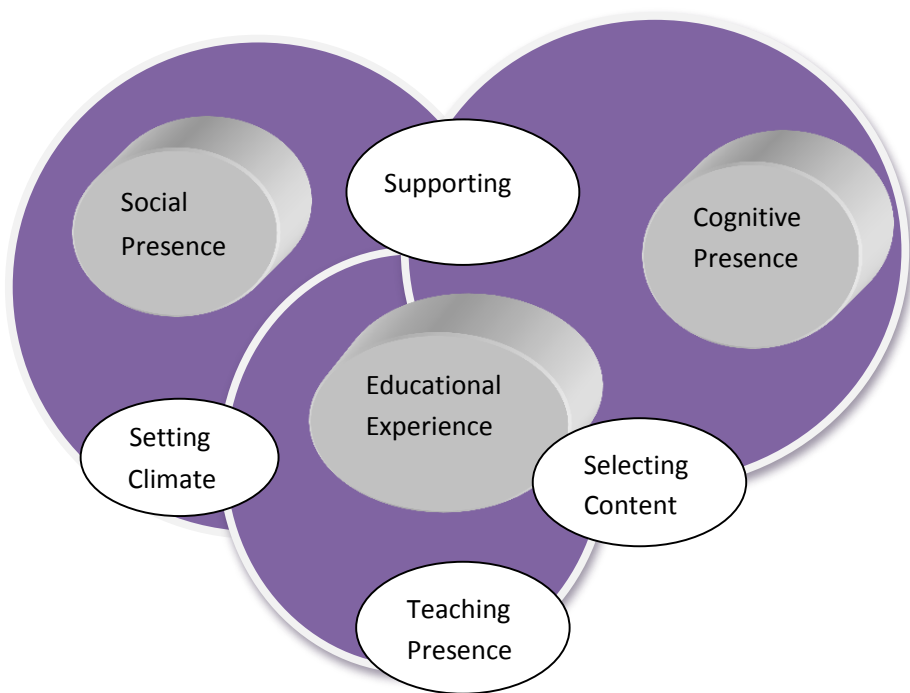 Supporting
Social
Presence
Cognitive
Presence
Educational
Experience
Setting
Climate
Selecting
Content
Teaching
Presence